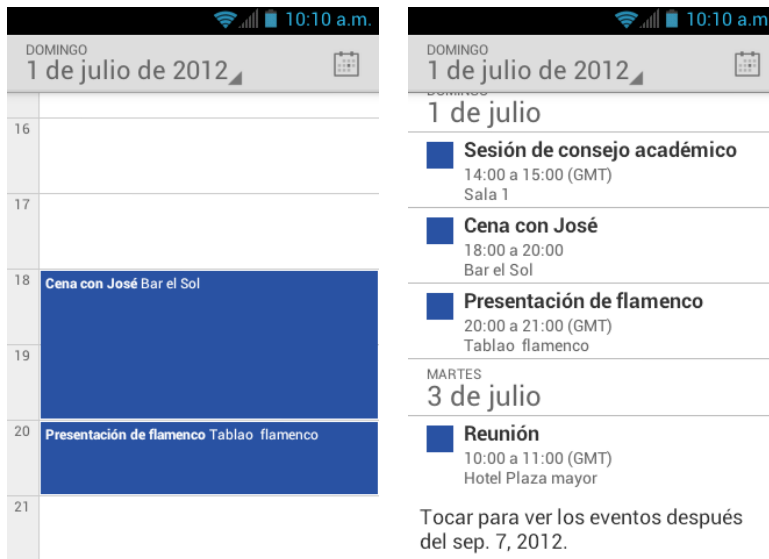 10:10 a.m.
DOMINGO
1 de julio de 2012
16
17
18
Cena con José Bar el Sol
19
20
Presentación de flamenco Tablao flamenco
21
10:10 a.m
DOMINGO
1 de julio de 2012
DOMINGO
1 de julio
Sesión de consejo académico
14:00 a 15:00 (GMT)
Sala 1
Cena con José
18:00 a 20:00
Bar el Sol
Presentación de flamenco
20:00 a 21:00 (GMT)
Tablao flamenco
MARTES
3 de julio
Reunión
10:00 a 11:00 (GMT)
Hotel Plaza mayor
Tocar para ver los eventos después
del sep. 7, 2012.